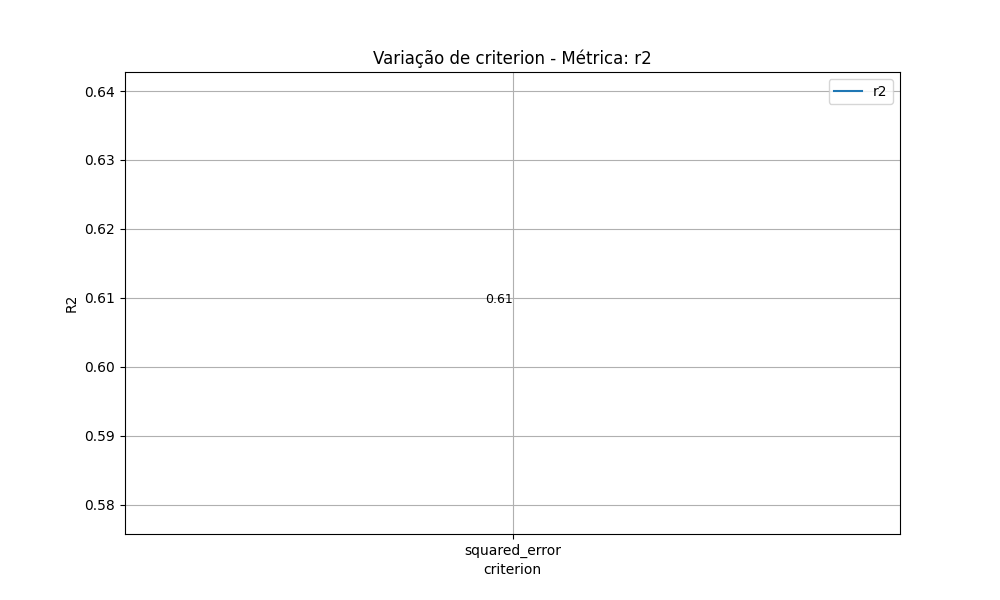 Variação de criterion - Métrica: r2
r2
0.64
0.63
0.62
0.61
0.61
0.60
0.59
0.58
R2
squared_error
criterion